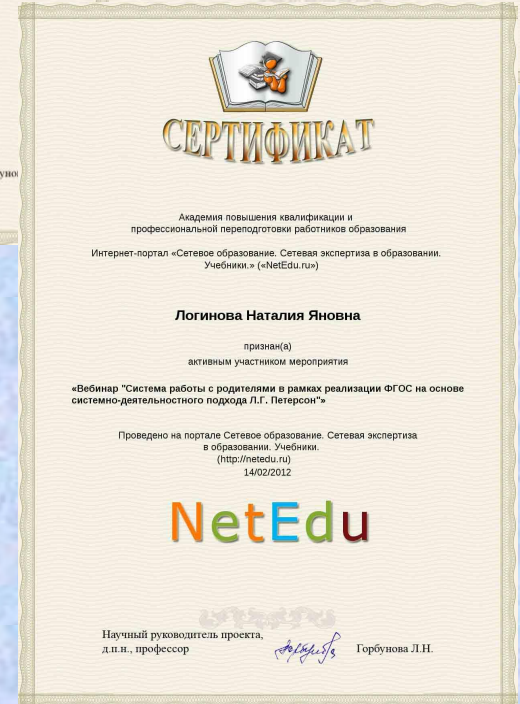 СЕРТИФИКАТ
Академия повышения квалификации и
профессиональной переподготовки работников образования
Интернет-портал «Сетевое образование. Сетевая экспертиза в образовании.
Учебники.» («NetEdu.ru»)
Логинова Наталия Яновна
признан(а)
активным участником мероприятия
«Вебинар "Система работы с родителями в рамках реализации ФГОС на основе
системно-деятельностного подхода Л.Г. Петерсон"»
Проведено на портале Сетевое образование. Сетевая экспертиза
в образовании. Учебники.
(http://netedu.ru)
14/02/2012
NetEdu
Научный руководитель проекта,
д.п.н., профессор Горбунова Л.Н.